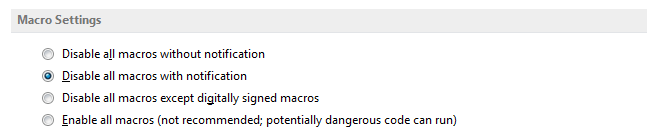 Macro Settings
Disable all macros without notification
Disable all macros with notification
Disable all macros except digitally signed macros
Enable all macros (not recommended; potentially dangerous code can run)